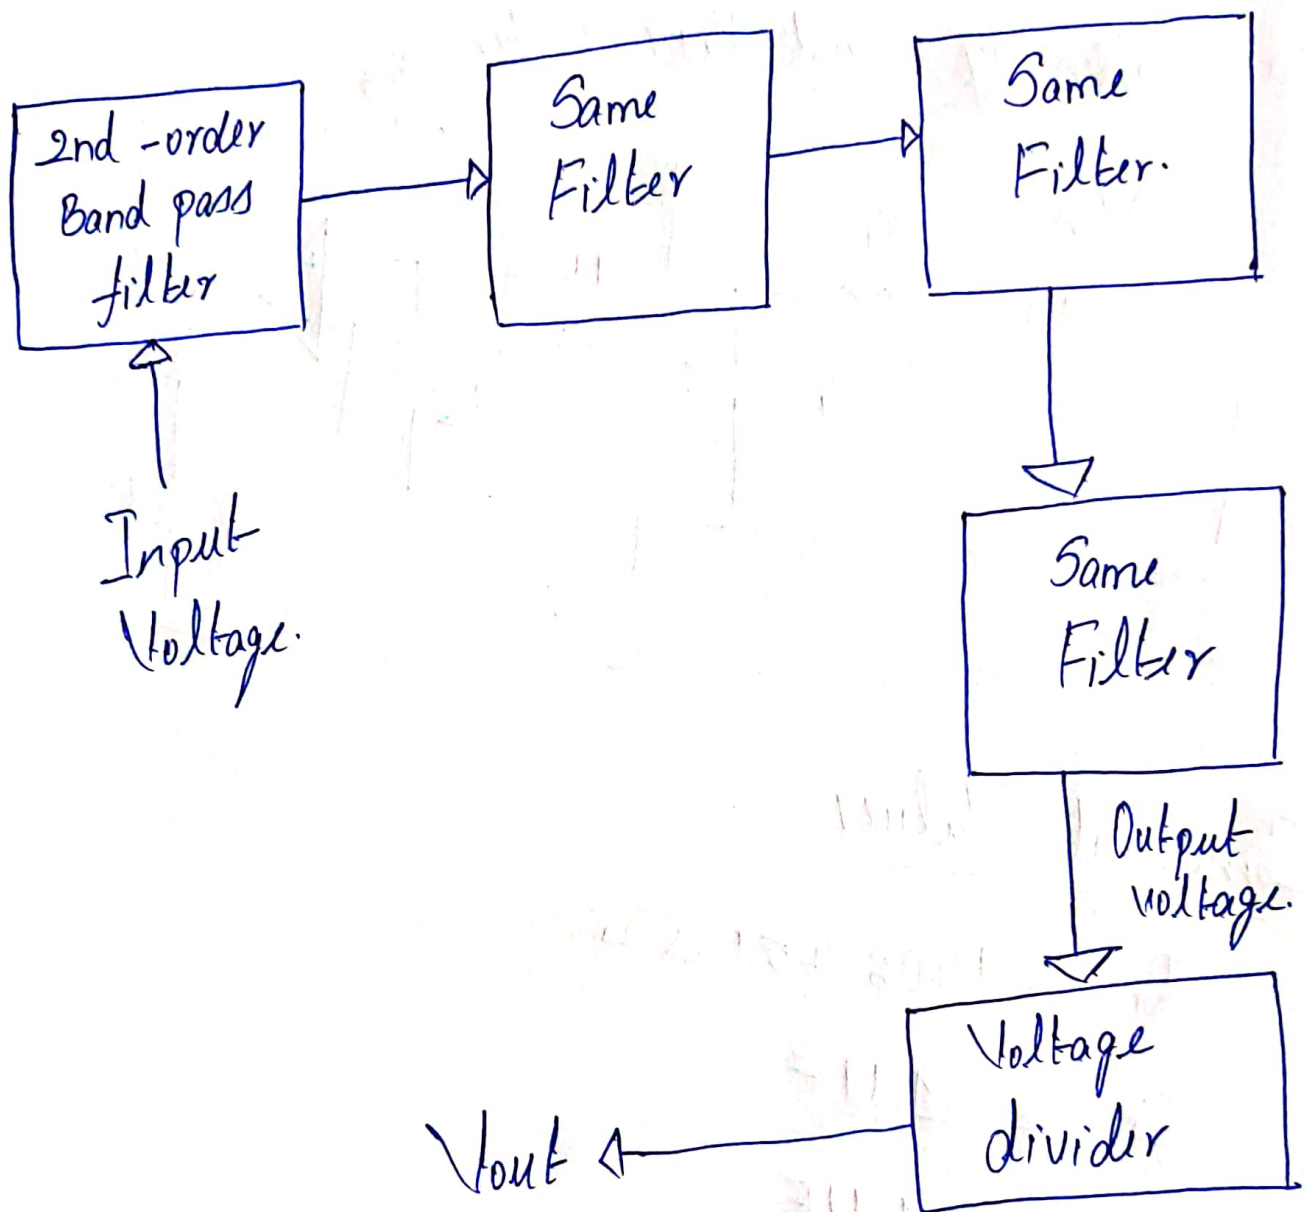 2nd-order
Band pass
filter
Same
Filter
Same
Filter.
Input
Voltage.
Same
Filter
Output
voltage.
Voltage
divider
Vout